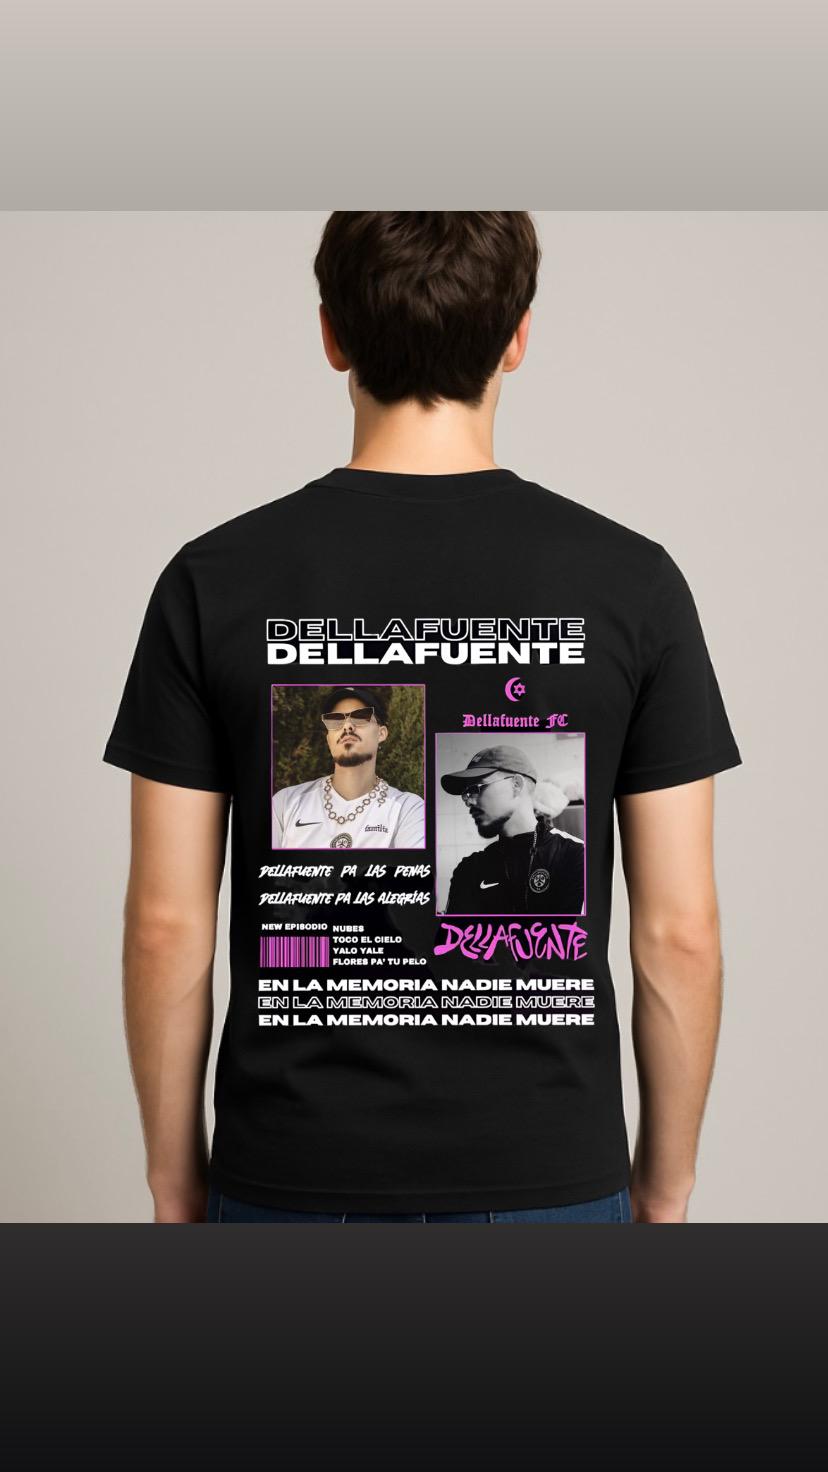 DELLAFUENTE
DELLAFUENTE
Dellafuente FC
familia
DELLAFUENTE PA LAS PENAS
DELLAFUENTE PA LAS ALEGRÍAS
NEW EPISODIO
NUBES
TOCO EL CIELO
YALO YALE
FLORES PA' TU PELO
DELLAFUENTE
EN LA MEMORIA NADIE MUERE
EN LA MEMORIA NADIE MUERE
EN LA MEMORIA NADIE MUERE